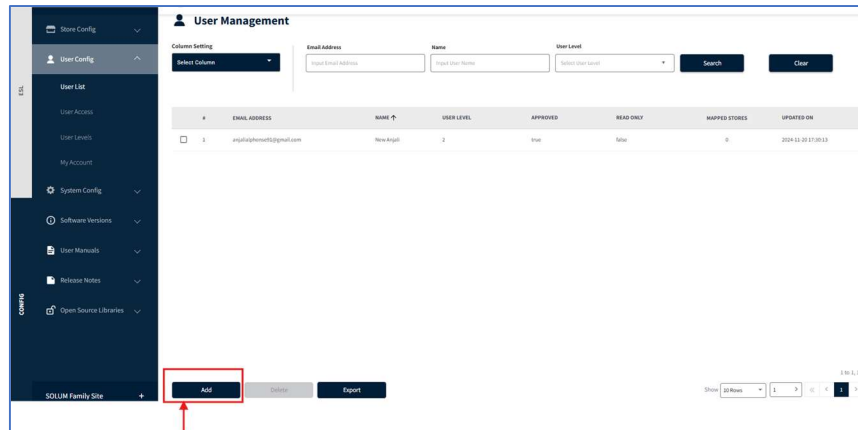 ESL
CONFIG
Store Config
User Config
User List
User Access
User Levels
My Account
System Config
Software Versions
User Manuals
Release Notes
Open Source Libraries
SOLUM Family Site +
User Management
Column Setting
Select Column
Email Address
Input Email Address
Name
Input User Name
User Level
Select User Level
Search
Clear
# EMAIL ADDRESS NAME ↑ USER LEVEL APPROVED READ ONLY MAPPED STORES UPDATED ON
1 anjalialphonse91@gmail.com New Anjali 2 true false 0 2024-11-20 17:30:13
1 to 1,
Add
Delete
Export
Show 10 Rows 1 > « < 1 >